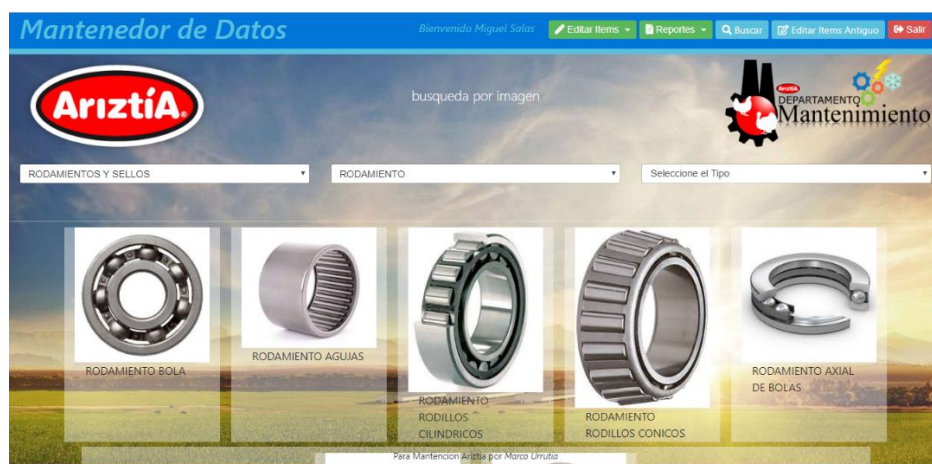 Mantenedor de Datos
Bienvenido Miguel Salas
Editar Items
Reportes
Buscar
Editar Items Antiguo
Salir
ArıztíA
busqueda por imagen
Arıztía
DEPARTAMENTO
Mantenimiento
RODAMIENTOS Y SELLOS
RODAMIENTO
Seleccione el Tipo
RODAMIENTO BOLA
RODAMIENTO AGUJAS
RODAMIENTO
RODILLOS
CILINDRICOS
RODAMIENTO
RODILLOS CONICOS
RODAMIENTO AXIAL
DE BOLAS
Para Mantencion Ariztia por Marco Urrutia